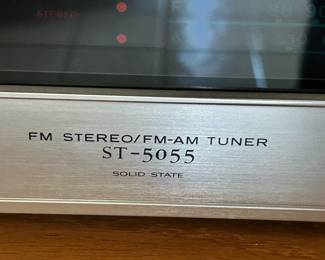 STEREO
FM STEREO/FM-AM TUNER
ST-5055
SOLID STATE